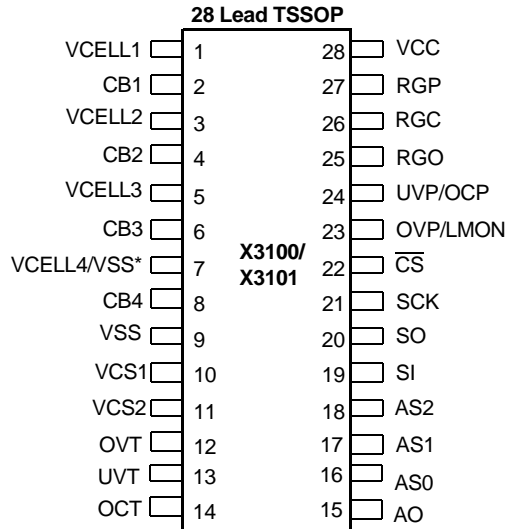 28 Lead TSSOP
VCELL1 1 28 VCC
CB1 2 27 RGP
VCELL2 3 26 RGC
CB2 4 25 RGO
VCELL3 5 24 UVP/OCP
CB3 6 23 OVP/LMON
X3100/
VCELL4/VSS* 7 22 CS
X3101
CB4 8 21 SCK
VSS 9 20 SO
VCS1 10 19 SI
VCS2 11 18 AS2
OVT 12 17 AS1
UVT 13 16 AS0
OCT 14 15 AO